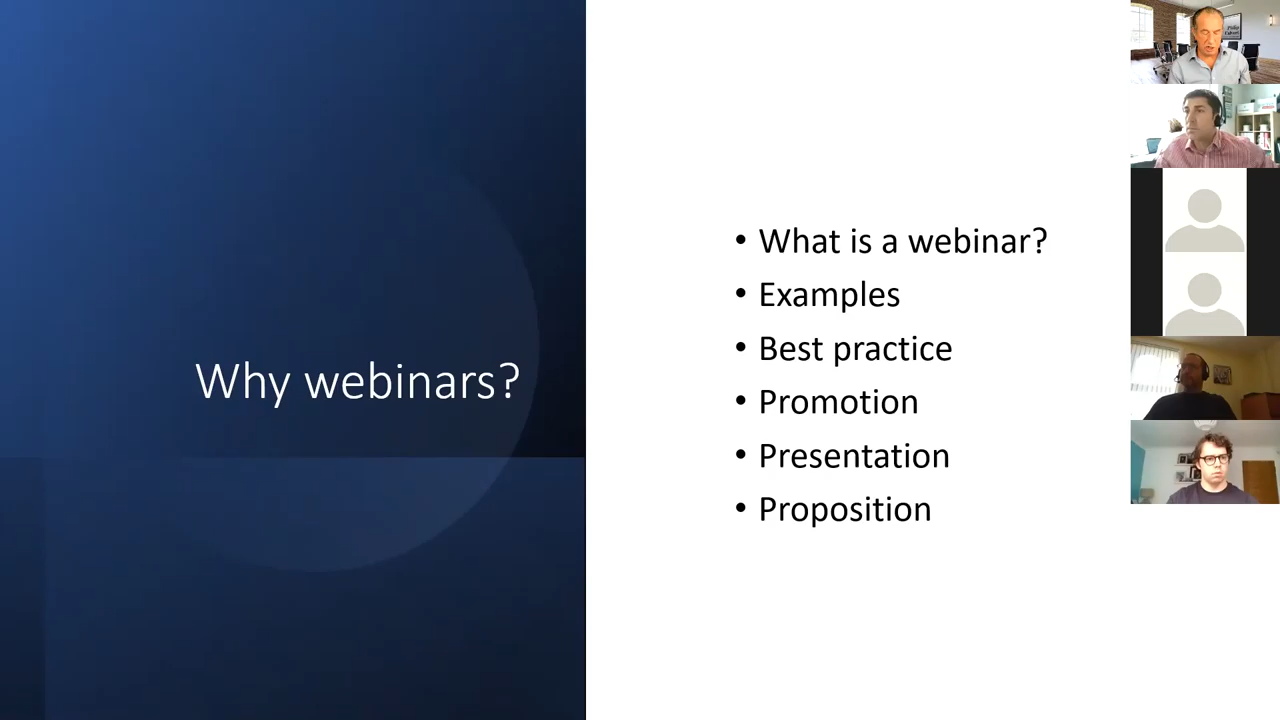 Why webinars?
• What is a webinar?
• Examples
• Best practice
• Promotion
• Presentation
• Proposition